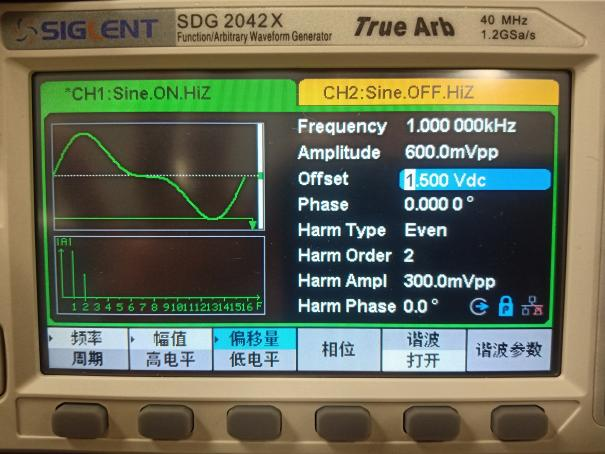 SIGLENT SDG 2042X True Arb 40 MHz
Function/Arbitrary Waveform Generator 1.2GSa/s
*CH1:Sine.ON.HiZ CH2:Sine.OFF.HiZ
Frequency 1.000 000kHz
Amplitude 600.0mVpp
Offset 1.500 Vdc
Phase 0.000 0 °
Harm Type Even
Harm Order 2
Harm Ampl 300.0mVpp
Harm Phase 0.0 °
|A|
1 2 3 4 5 6 7 8 9 10 11 12 13 14 15 16 F
P
频率 幅值 偏移量 相位 谐波 谐波参数
周期 高电平 低电平 打开